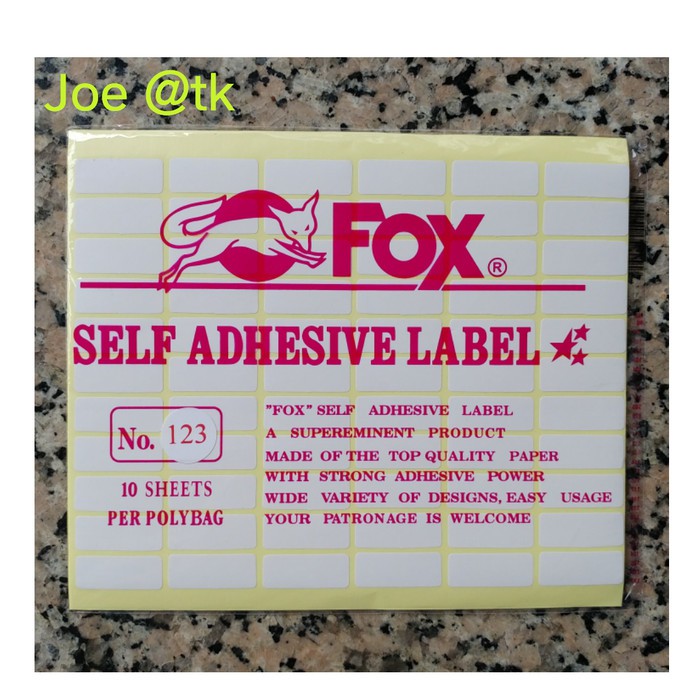 Joe @tk
FOX®
SELF ADHESIVE LABEL
No. 123
10 SHEETS
PER POLYBAG
"FOX" SELF ADHESIVE LABEL
A SUPEREMINENT PRODUCT
MADE OF THE TOP QUALITY PAPER
WITH STRONG ADHESIVE POWER
WIDE VARIETY OF DESIGNS, EASY USAGE
YOUR PATRONAGE IS WELCOME